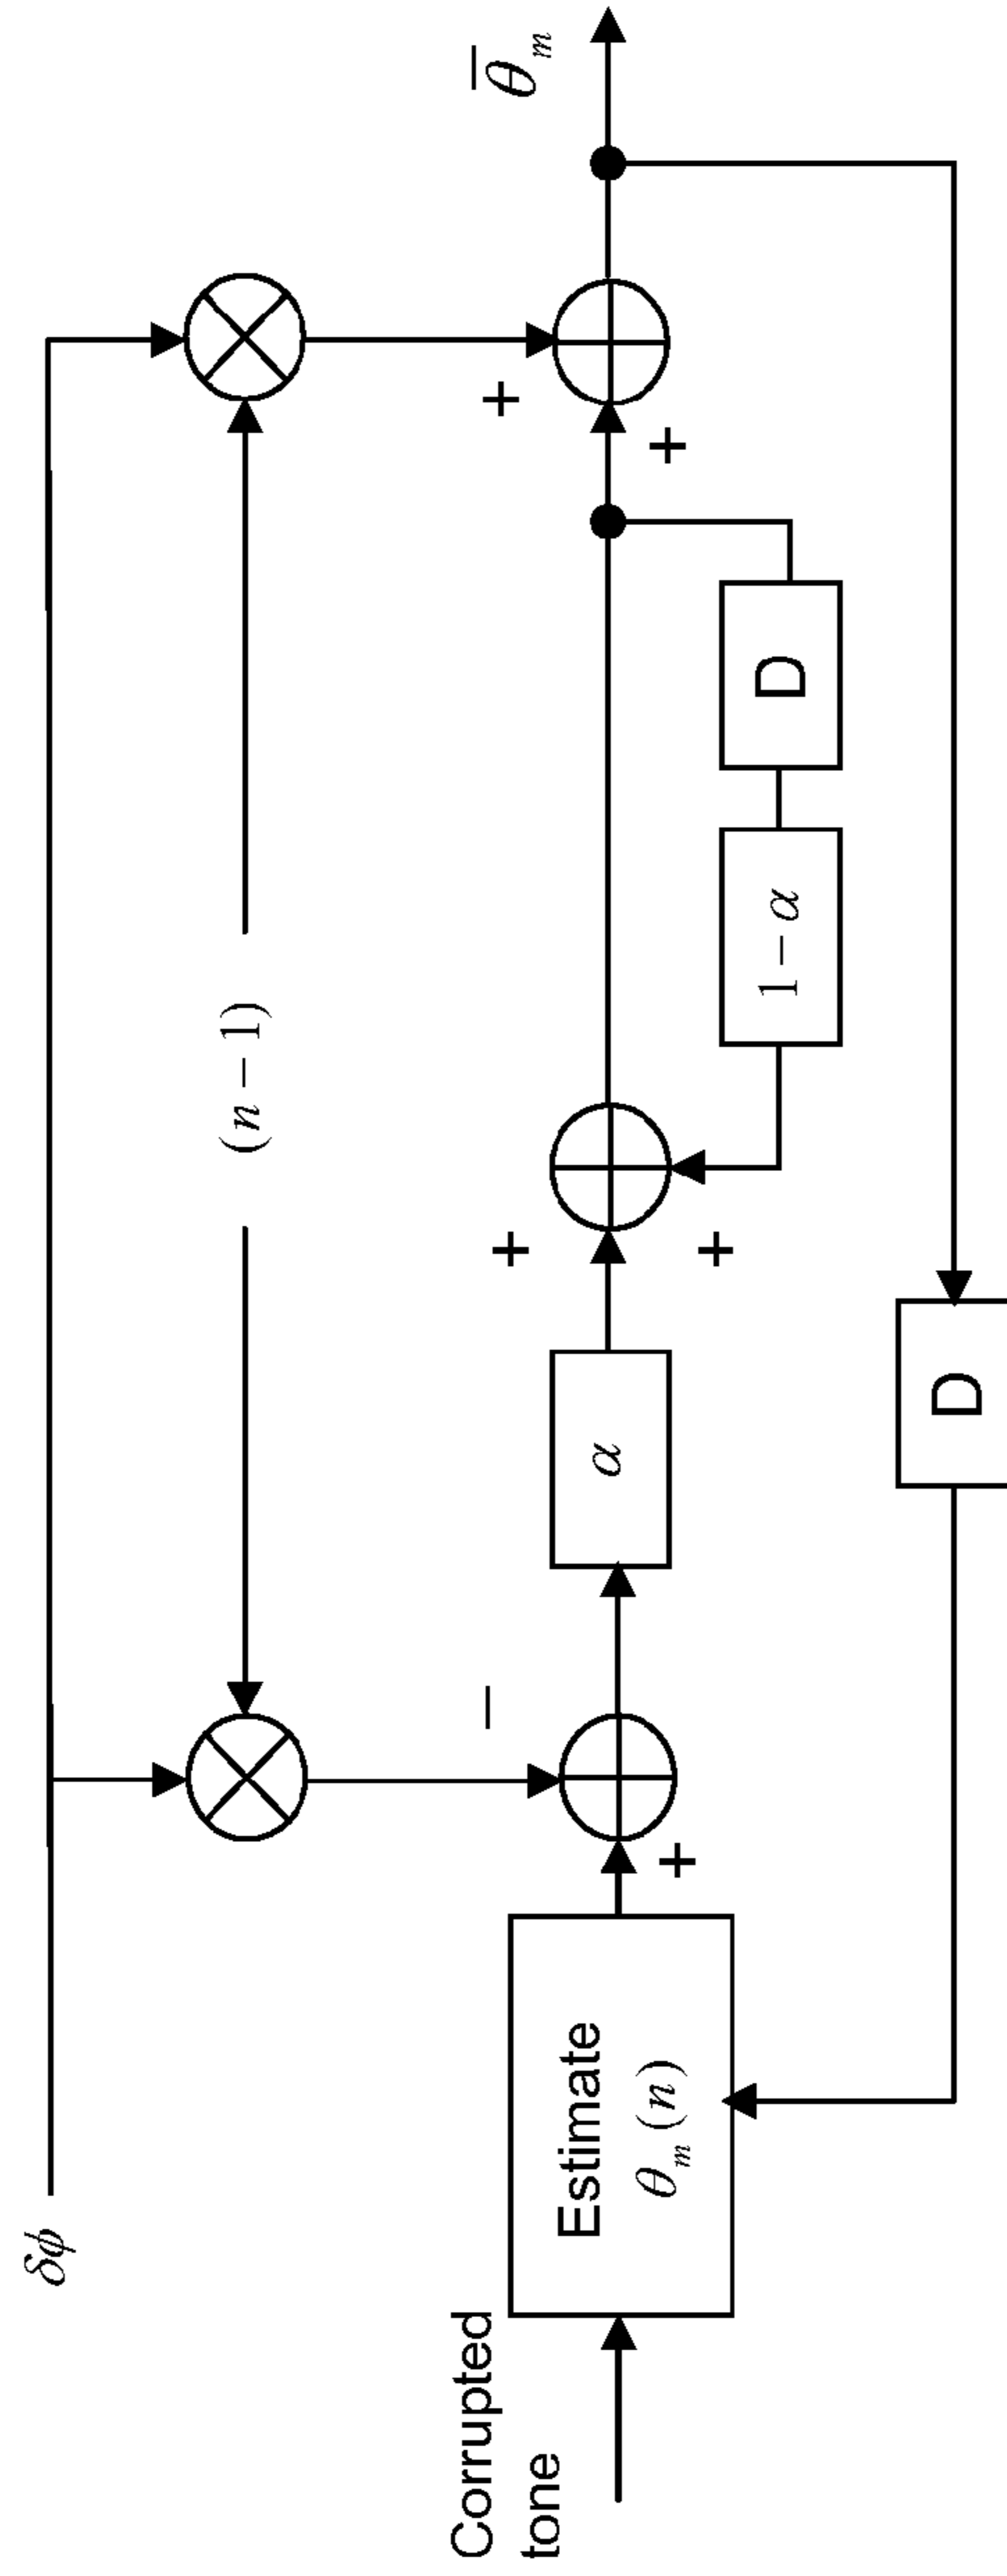 δϕ
(n − 1)
−
+
θ̄ₘ
Corrupted
tone
Estimate
θₘ (n)
+
α
+
+
+
1 − α
D
D